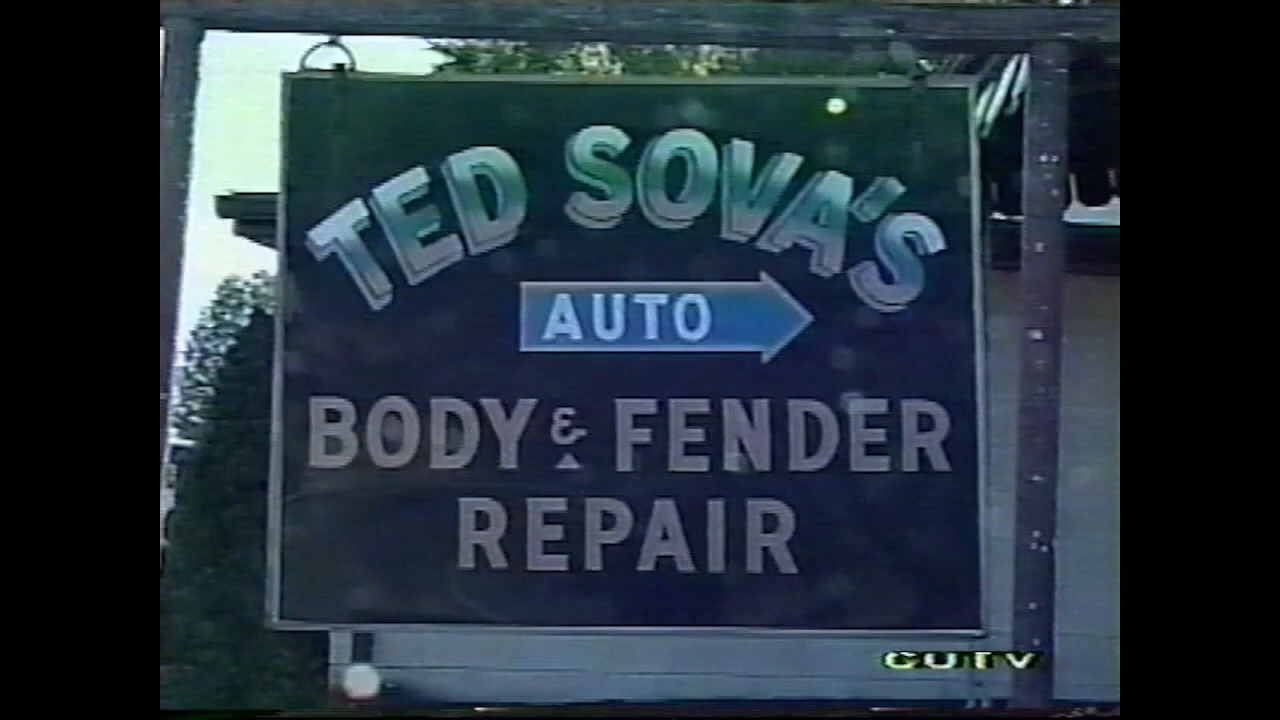 TED SOVA'S
AUTO
BODY & FENDER
REPAIR
CUTV